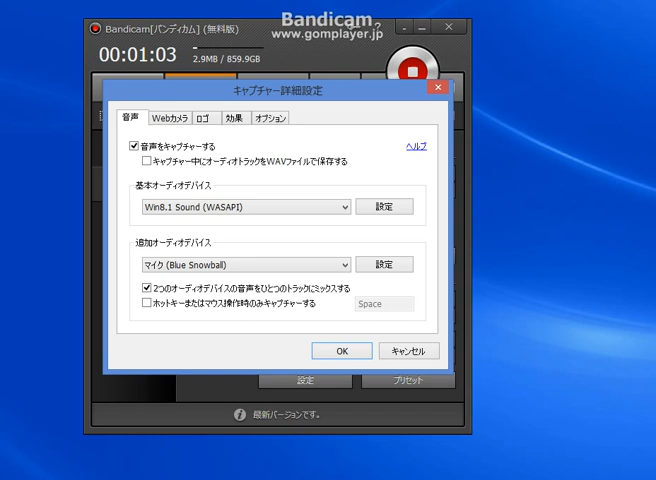 Bandicam
www.gomplayer.jp
Bandicam[バンディカム] (無料版)
00:01:03
2.9MB / 859.9GB
キャプチャー詳細設定
音声 Webカメラ ロゴ 効果 オプション
音声をキャプチャーする ヘルプ
キャプチャー中にオーディオトラックをWAVファイルで保存する
基本オーディオデバイス
Win8.1 Sound (WASAPI) 設定
追加オーディオデバイス
マイク (Blue Snowball) 設定
2つのオーディオデバイスの音声をひとつのトラックにミックスする
ホットキーまたはマウス操作時のみキャプチャーする Space
OK キャンセル
設定 プリセット
最新バージョンです。